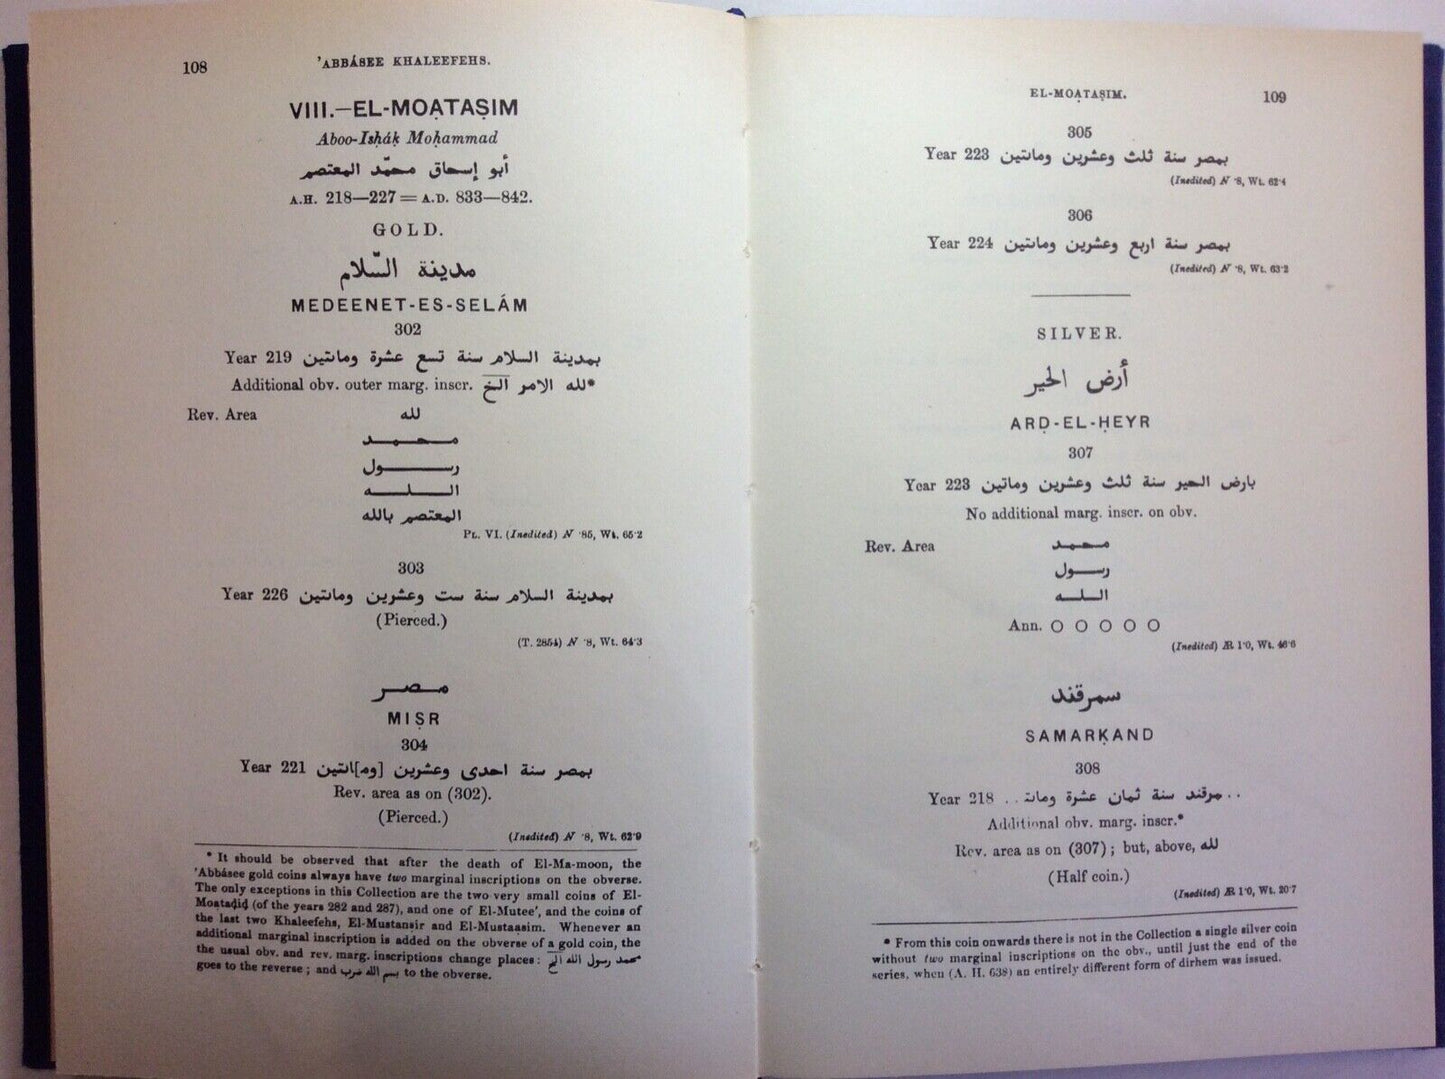 108
'ABBÁSEE KHALEEFEHS.
VIII.—EL-MOẠTAṢIM
Aboo-Isḥáḳ Moḥammad
أبو إسحاق محمّد المعتصم
A.H. 218—227 = A.D. 833—842.
GOLD.
مدينة السّلام
MEDEENET-ES-SELÁM
302
Year 219 بمدينة السلام سنة تسع عشرة ومائتين
Additional obv. outer marg. inscr. لله الامر الخ*
Rev. Area لله
محمد
رسول
الله
المعتصم بالله
PL. VI. (Inedited) N ·85, Wt. 65·2
303
Year 226 بمدينة السلام سنة ست وعشرين ومائتين
(Pierced.)
(T. 2854) N ·8, Wt. 64·3
مصر
MIṢR
304
Year 221 بمصر سنة احدى وعشرين [وم]ائتين
Rev. area as on (302).
(Pierced.)
(Inedited) N ·8, Wt. 62·9
* It should be observed that after the death of El-Ma-moon, the
'Abbásee gold coins always have two marginal inscriptions on the obverse.
The only exceptions in this Collection are the two very small coins of El-
Moạtaḍiḍ (of the years 282 and 287), and one of El-Mutee', and the coins of
the last two Khaleefehs, El-Mustanṣir and El-Mustaạsim. Whenever an
additional marginal inscription is added on the obverse of a gold coin, the
the usual obv. and rev. marg. inscriptions change places: محمد رسول الله الخ
goes to the reverse; and بسم الله ضرب to the obverse.
EL-MOẠTAṢIM.
109
305
Year 223 بمصر سنة ثلث وعشرين ومائتين
(Inedited) N ·8, Wt. 62·4
306
Year 224 بمصر سنة اربع وعشرين ومائتين
(Inedited) N ·8, Wt. 63·2
SILVER.
أرض الحير
ARḌ-EL-ḤEYR
307
Year 223 بارض الحير سنة ثلث وعشرين وماتين
No additional marg. inscr. on obv.
Rev. Area محمد
رسول
الله
Ann. O O O O O
(Inedited) Æ 1·0, Wt. 46·6
سمرقند
SAMARḲAND
308
Year 218 ..مرقند سنة ثمان عشرة ومائة..
Additional obv. marg. inscr.*
Rev. area as on (307); but, above, لله
(Half coin.)
(Inedited) Æ 1·0, Wt. 20·7
* From this coin onwards there is not in the Collection a single silver coin
without two marginal inscriptions on the obv., until just the end of the
series, when (A. H. 638) an entirely different form of dirhem was issued.